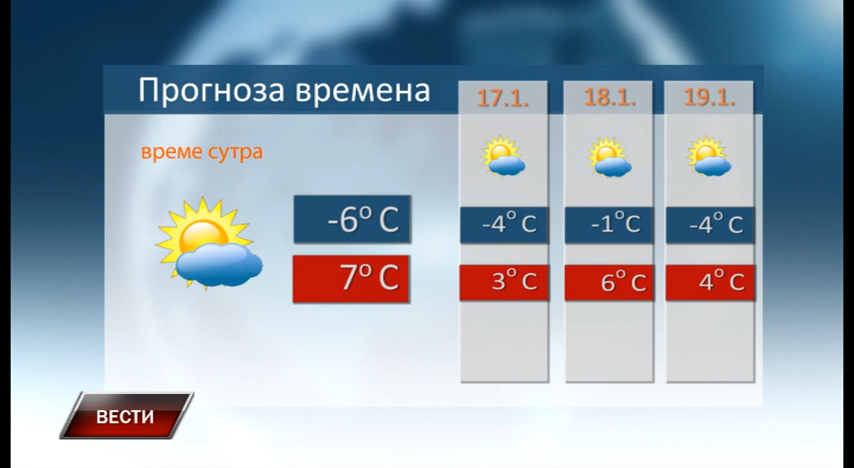 Прогноза времена
време сутра
-6° C
7° C
17.1.
-4° C
3° C
18.1.
-1°C
6° C
19.1.
-4° C
4° C
ВЕСТИ